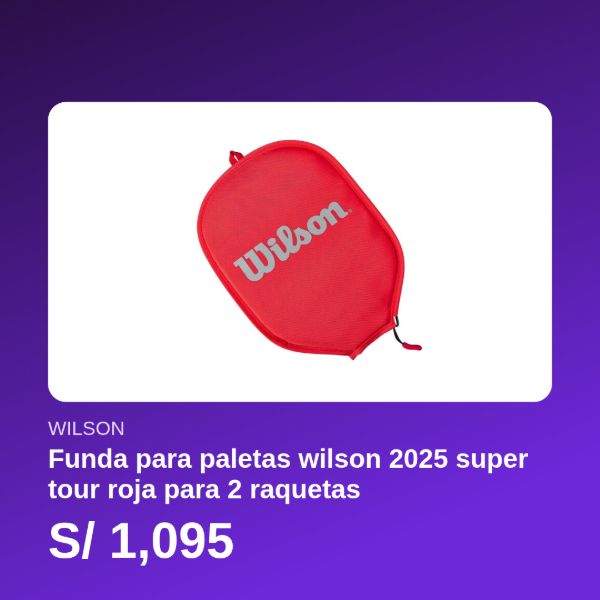 Wilson
WILSON
Funda para paletas wilson 2025 super
tour roja para 2 raquetas
S/ 1,095